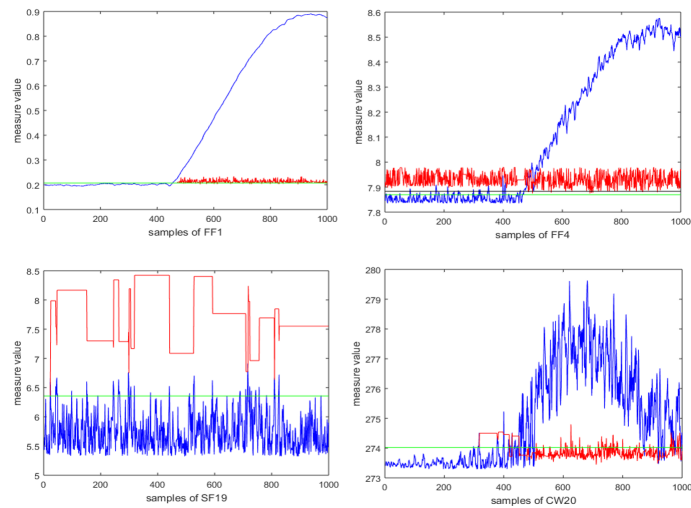 0.9
0.8
0.7
0.6
0.5
0.4
0.3
0.2
0.1
measure value
0 200 400 600 800 1000
samples of FF1
8.6
8.5
8.4
8.3
8.2
8.1
8
7.9
7.8
measure value
0 200 400 600 800 1000
samples of FF4
8.5
8
7.5
7
6.5
6
5.5
5
measure value
0 200 400 600 800 1000
samples of SF19
280
279
278
277
276
275
274
273
measure value
0 200 400 600 800 1000
samples of CW20